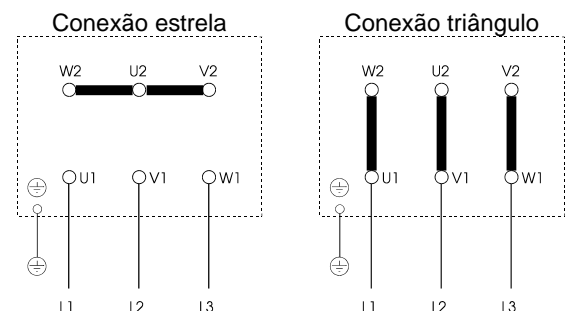 Conexão estrela
Conexão triângulo
W2 U2 V2
W2 U2 V2
U1 V1 W1
U1 V1 W1
L1 L2 L3
L1 L2 L3